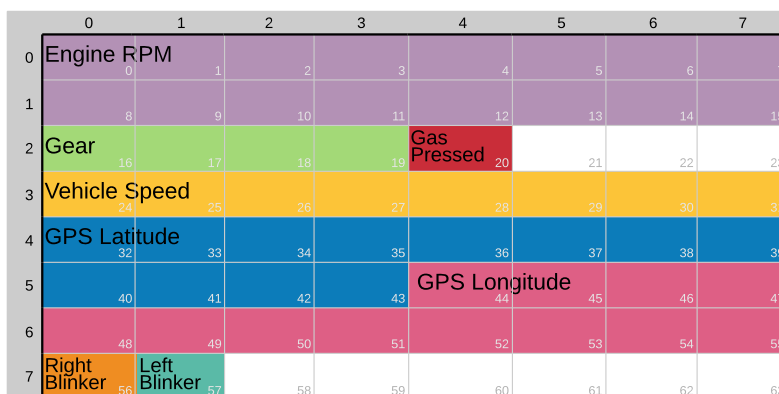 0 1 2 3 4 5 6 7
0 Engine RPM
0 1 2 3 4 5 6
1 8 9 10 11 12 13 14
2 Gear Gas
Pressed
16 17 18 19 20 21 22
3 Vehicle Speed
24 25 26 27 28 29 30
4 GPS Latitude
32 33 34 35 36 37 38
5 GPS Longitude
40 41 42 43 44 45 46
6 48 49 50 51 52 53 54
7 Right Left
Blinker Blinker
56 57 58 59 60 61 62